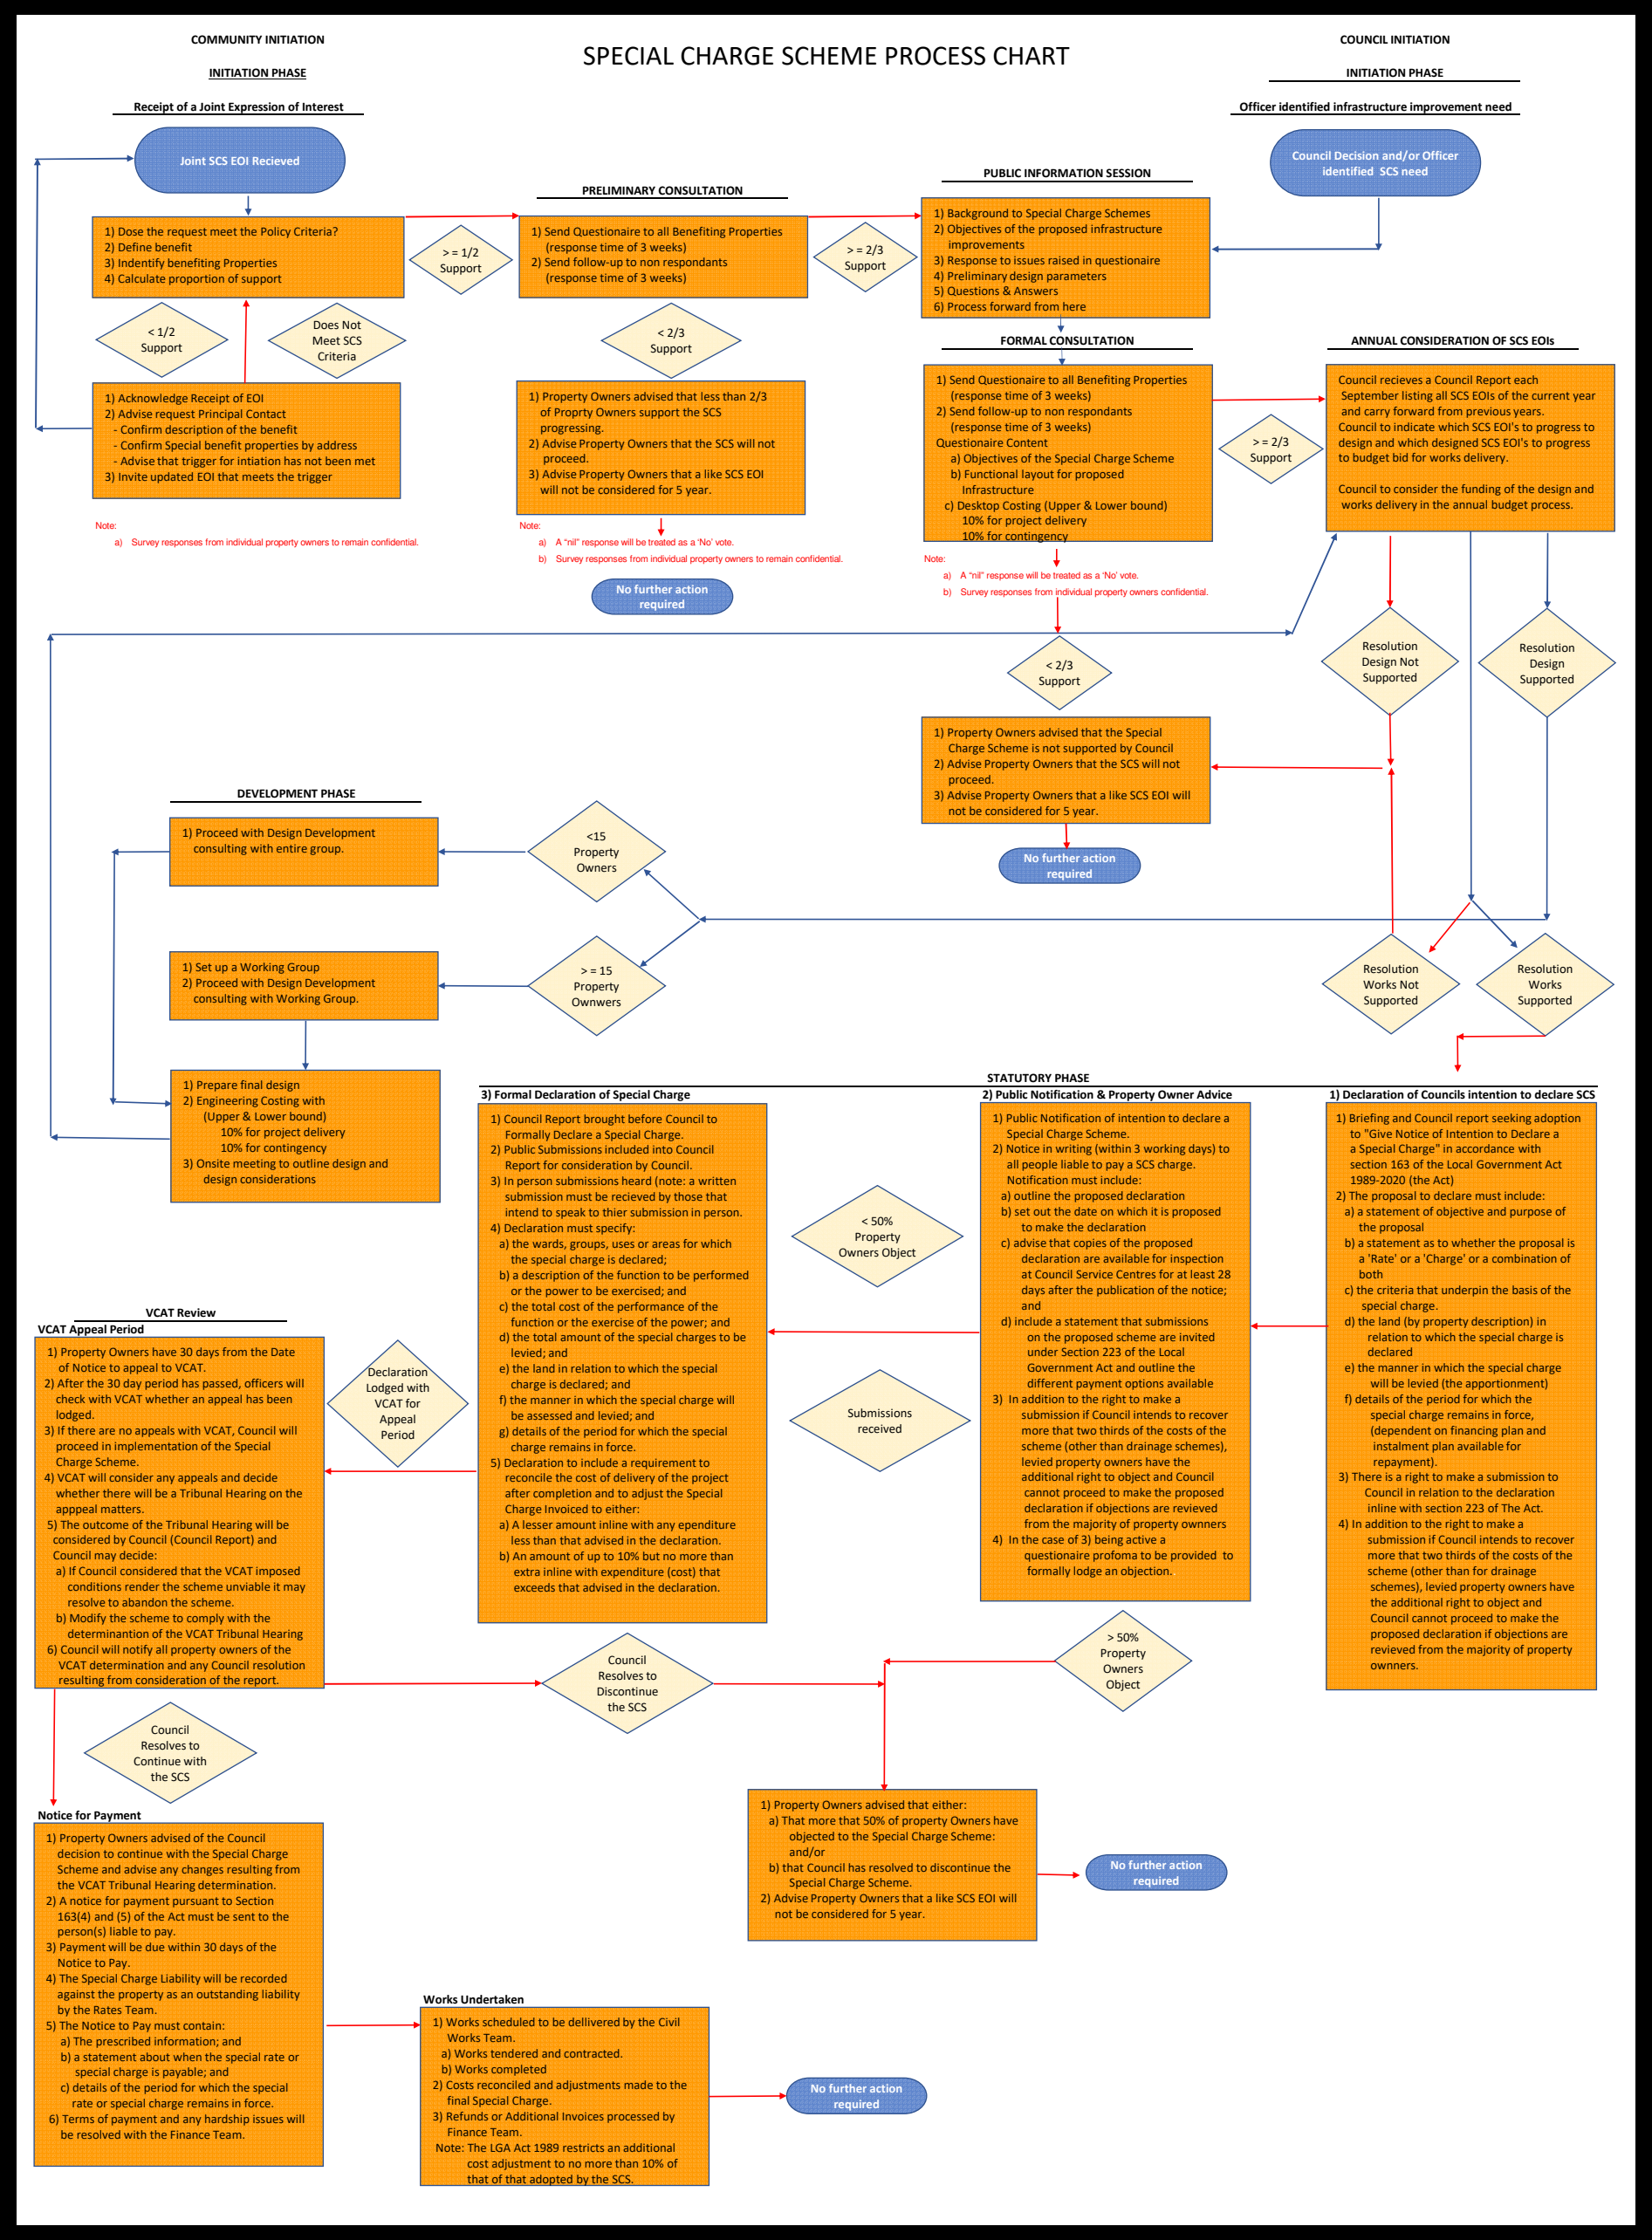 COMMUNITY INITIATION
INITIATION PHASE
Receipt of a Joint Expression of Interest
SPECIAL CHARGE SCHEME PROCESS CHART
COUNCIL INITIATION
INITIATION PHASE
Officer identified infrastructure improvement need
Joint SCS EOI Recieved
Council Decision and/or Officer
identified SCS need
1) Dose the request meet the Policy Criteria?
2) Define benefit
3) Indentify benefiting Properties
4) Calculate proportion of support
> = 1/2
Support
PRELIMINARY CONSULTATION
1) Send Questionaire to all Benefiting Properties
(response time of 3 weeks)
2) Send follow-up to non respondants
(response time of 3 weeks)
> = 2/3
Support
PUBLIC INFORMATION SESSION
1) Background to Special Charge Schemes
2) Objectives of the proposed infrastructure
improvements
3) Response to issues raised in questionaire
4) Preliminary design parameters
5) Questions & Answers
6) Process forward from here
< 1/2
Support
Does Not
Meet SCS
Criteria
< 2/3
Support
1) Acknowledge Receipt of EOI
2) Advise request Principal Contact
- Confirm description of the benefit
- Confirm Special benefit properties by address
- Advise that trigger for intiation has not been met
3) Invite updated EOI that meets the trigger
Note:
a) Survey responses from individual property owners to remain confidential.
1) Property Owners advised that less than 2/3
of Proprty Owners support the SCS
progressing.
2) Advise Property Owners that the SCS will not
proceed.
3) Advise Property Owners that a like SCS EOI
will not be considered for 5 year.
Note:
a) A "nil" response will be treated as a 'No' vote.
b) Survey responses from individual property owners to remain confidential.
No further action
required
FORMAL CONSULTATION
1) Send Questionaire to all Benefiting Properties
(response time of 3 weeks)
2) Send follow-up to non respondants
(response time of 3 weeks)
Questionaire Content
a) Objectives of the Special Charge Scheme
b) Functional layout for proposed
Infrastructure
c) Desktop Costing (Upper & Lower bound)
10% for project delivery
10% for contingency
Note:
a) A "nil" response will be treated as a 'No' vote.
b) Survey responses from individual property owners confidential.
> = 2/3
Support
ANNUAL CONSIDERATION OF SCS EOIs
Council recieves a Council Report each
September listing all SCS EOIs of the current year
and carry forward from previous years.
Council to indicate which SCS EOI's to progress to
design and which designed SCS EOI's to progress
to budget bid for works delivery.
Council to consider the funding of the design and
works delivery in the annual budget process.
< 2/3
Support
Resolution
Design Not
Supported
Resolution
Design
Supported
1) Property Owners advised that the Special
Charge Scheme is not supported by Council
2) Advise Property Owners that the SCS will not
proceed.
3) Advise Property Owners that a like SCS EOI will
not be considered for 5 year.
No further action
required
DEVELOPMENT PHASE
1) Proceed with Design Development
consulting with entire group.
<15
Property
Owners
1) Set up a Working Group
2) Proceed with Design Development
consulting with Working Group.
> = 15
Property
Ownwers
Resolution
Works Not
Supported
Resolution
Works
Supported
1) Prepare final design
2) Engineering Costing with
(Upper & Lower bound)
10% for project delivery
10% for contingency
3) Onsite meeting to outline design and
design considerations
STATUTORY PHASE
3) Formal Declaration of Special Charge
1) Council Report brought before Council to
Formally Declare a Special Charge.
2) Public Submissions included into Council
Report for consideration by Council.
3) In person submissions heard (note: a written
submission must be recieved by those that
intend to speak to thier submission in person.
4) Declaration must specify:
a) the wards, groups, uses or areas for which
the special charge is declared;
b) a description of the function to be performed
or the power to be exercised; and
c) the total cost of the performance of the
function or the exercise of the power; and
d) the total amount of the special charges to be
levied; and
e) the land in relation to which the special
charge is declared; and
f) the manner in which the special charge will
be assessed and levied; and
g) details of the period for which the special
charge remains in force.
5) Declaration to include a requirement to
reconcile the cost of delivery of the project
after completion and to adjust the Special
Charge Invoiced to either:
a) A lesser amount inline with any ependiture
less than that advised in the declaration.
b) An amount of up to 10% but no more than
extra inline with expenditure (cost) that
exceeds that advised in the declaration.
< 50%
Property
Owners Object
Submissions
received
2) Public Notification & Property Owner Advice
1) Public Notification of intention to declare a
Special Charge Scheme.
2) Notice in writing (within 3 working days) to
all people liable to pay a SCS charge.
Notification must include:
a) outline the proposed declaration
b) set out the date on which it is proposed
to make the declaration
c) advise that copies of the proposed
declaration are available for inspection
at Council Service Centres for at least 28
days after the publication of the notice;
and
d) include a statement that submissions
on the proposed scheme are invited
under Section 223 of the Local
Government Act and outline the
different payment options available
3) In addition to the right to make a
submission if Council intends to recover
more that two thirds of the costs of the
scheme (other than drainage schemes),
levied property owners have the
additional right to object and Council
cannot proceed to make the proposed
declaration if objections are revieved
from the majority of property ownners
4) In the case of 3) being active a
questionaire profoma to be provided to
formally lodge an objection.
1) Declaration of Councils intention to declare SCS
1) Briefing and Council report seeking adoption
to "Give Notice of Intention to Declare a
a Special Charge" in accordance with
section 163 of the Local Government Act
1989-2020 (the Act)
2) The proposal to declare must include:
a) a statement of objective and purpose of
the proposal
b) a statement as to whether the proposal is
a 'Rate' or a 'Charge' or a combination of
both
c) the criteria that underpin the basis of the
special charge.
d) the land (by property description) in
relation to which the special charge is
declared
e) the manner in which the special charge
will be levied (the apportionment)
f) details of the period for which the
special charge remains in force,
(dependent on financing plan and
instalment plan available for
repayment).
3) There is a right to make a submission to
Council in relation to the declaration
inline with section 223 of The Act.
4) In addition to the right to make a
submission if Council intends to recover
more that two thirds of the costs of the
scheme (other than for drainage
schemes), levied property owners have
the additional right to object and
Council cannot proceed to make the
proposed declaration if objections are
revieved from the majority of property
ownners.
VCAT Review
VCAT Appeal Period
1) Property Owners have 30 days from the Date
of Notice to appeal to VCAT.
2) After the 30 day period has passed, officers will
check with VCAT whether an appeal has been
lodged.
3) If there are no appeals with VCAT, Council will
proceed in implementation of the Special
Charge Scheme.
4) VCAT will consider any appeals and decide
whether there will be a Tribunal Hearing on the
apppeal matters.
5) The outcome of the Tribunal Hearing will be
considered by Council (Council Report) and
Council may decide:
a) If Council considered that the VCAT imposed
conditions render the scheme unviable it may
resolve to abandon the scheme.
b) Modify the scheme to comply with the
determinantion of the VCAT Tribunal Hearing
6) Council will notify all property owners of the
VCAT determination and any Council resolution
resulting from consideration of the report.
Declaration
Lodged with
VCAT for
Appeal
Period
Council
Resolves to
Discontinue
the SCS
> 50%
Property
Owners
Object
Council
Resolves to
Continue with
the SCS
Notice for Payment
1) Property Owners advised of the Council
decision to continue with the Special Charge
Scheme and advise any changes resulting from
the VCAT Tribunal Hearing determination.
2) A notice for payment pursuant to Section
163(4) and (5) of the Act must be sent to the
person(s) liable to pay.
3) Payment will be due within 30 days of the
Notice to Pay.
4) The Special Charge Liability will be recorded
against the property as an outstanding liability
by the Rates Team.
5) The Notice to Pay must contain:
a) The prescribed information; and
b) a statement about when the special rate or
special charge is payable; and
c) details of the period for which the special
rate or special charge remains in force.
6) Terms of payment and any hardship issues will
be resolved with the Finance Team.
1) Property Owners advised that either:
a) That more that 50% of property Owners have
objected to the Special Charge Scheme:
and/or
b) that Council has resolved to discontinue the
Special Charge Scheme.
2) Advise Property Owners that a like SCS EOI will
not be considered for 5 year.
No further action
required
Works Undertaken
1) Works scheduled to be dellivered by the Civil
Works Team.
a) Works tendered and contracted.
b) Works completed
2) Costs reconciled and adjustments made to the
final Special Charge.
3) Refunds or Additional Invoices processed by
Finance Team.
Note: The LGA Act 1989 restricts an additional
cost adjustment to no more than 10% of
that of that adopted by the SCS.
No further action
required